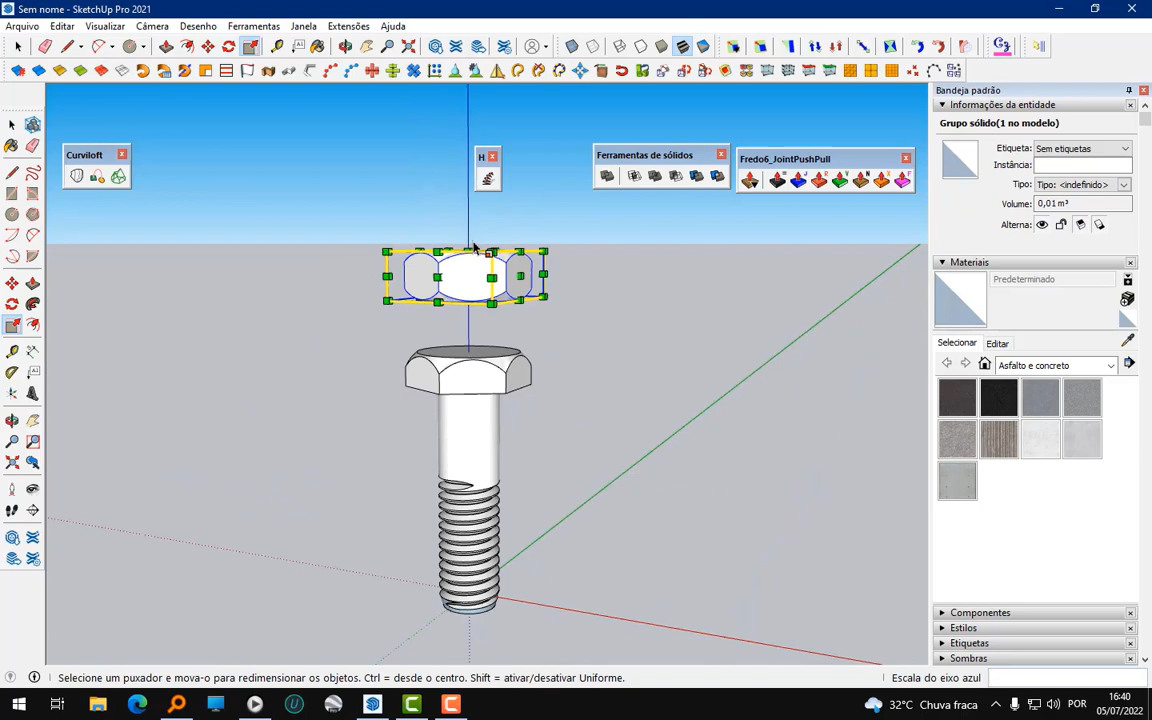 Sem nome - SketchUp Pro 2021
Arquivo Editar Visualizar Câmera Desenho Ferramentas Janela Extensões Ajuda
Bandeja padrão
Informações da entidade
Grupo sólido(1 no modelo)
Etiqueta: Sem etiquetas
Instância:
Tipo: Tipo: <indefinido>
Volume: 0,01 m³
Alterna:
Curviloft
H
Ferramentas de sólidos
Fredo6_JointPushPull
Materiais
Predeterminado
Selecionar Editar
Asfalto e concreto
Componentes
Estilos
Etiquetas
Sombras
Selecione um puxador e mova-o para redimensionar os objetos. Ctrl = desde o centro. Shift = ativar/desativar Uniforme.
Escala do eixo azul
32°C Chuva fraca
POR
16:40
05/07/2022